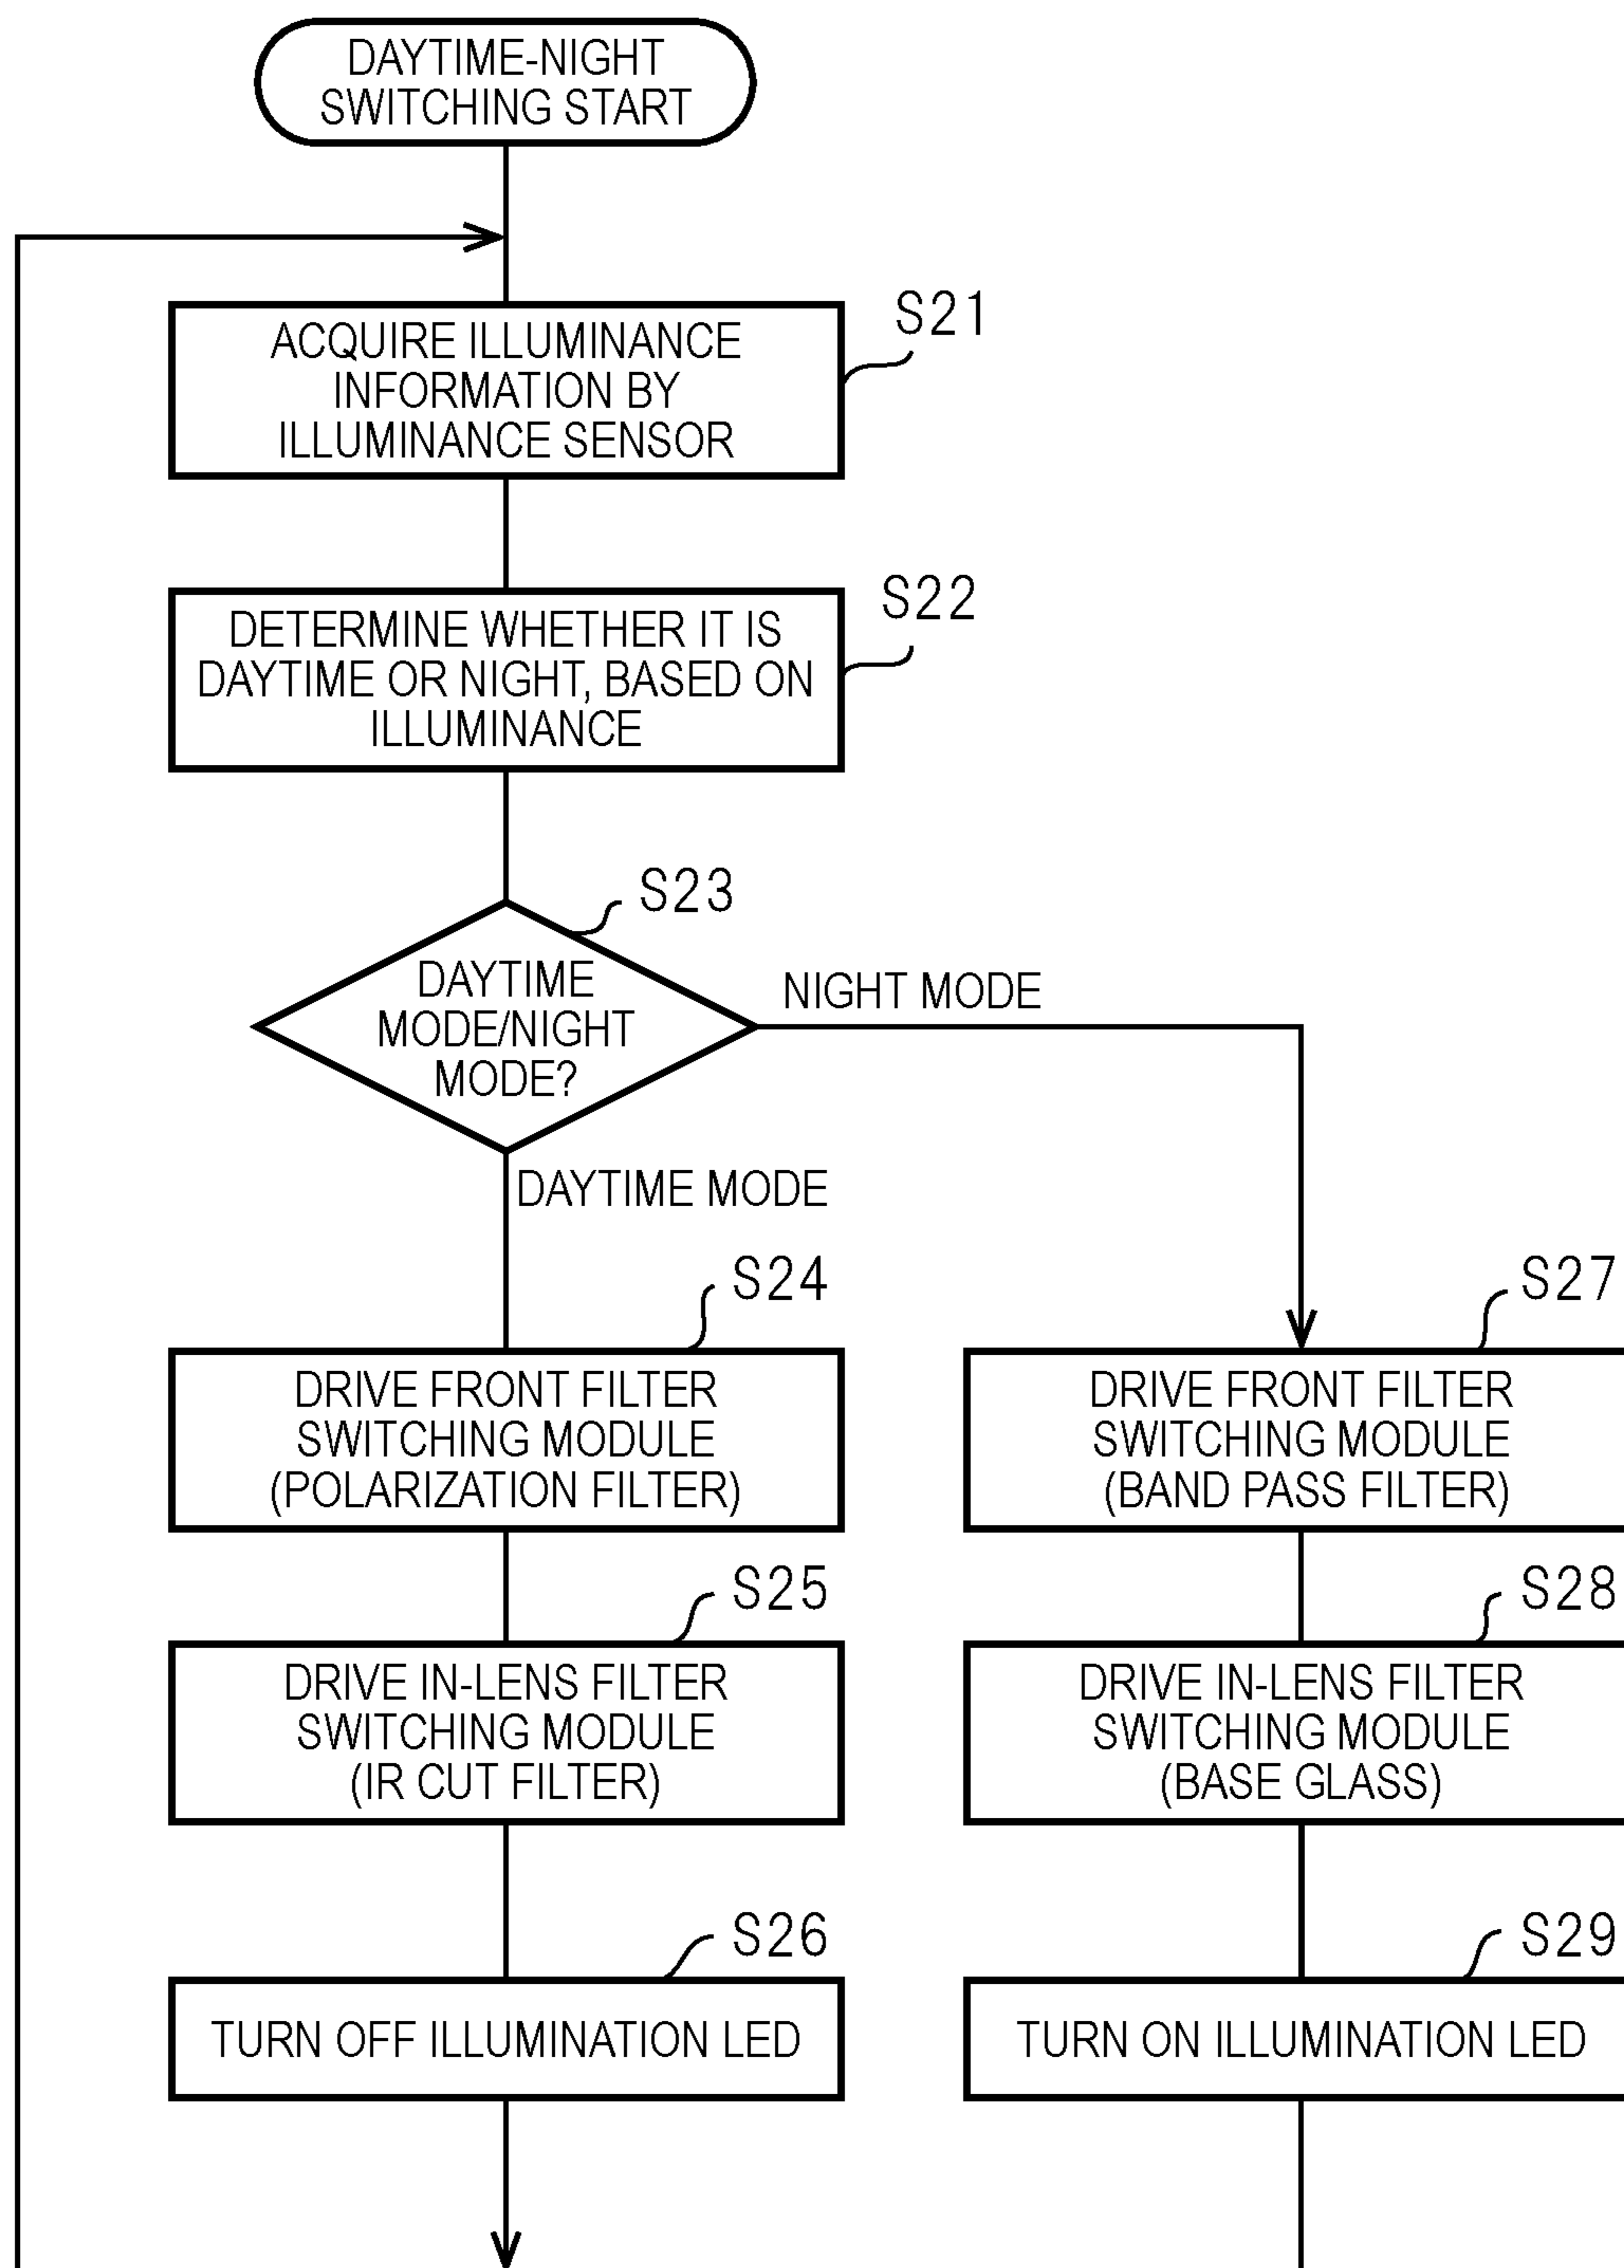 DAYTIME-NIGHT
SWITCHING START
S21
ACQUIRE ILLUMINANCE
INFORMATION BY
ILLUMINANCE SENSOR
S22
DETERMINE WHETHER IT IS
DAYTIME OR NIGHT, BASED ON
ILLUMINANCE
S23
DAYTIME
MODE/NIGHT
MODE?
NIGHT MODE
DAYTIME MODE
S24
DRIVE FRONT FILTER
SWITCHING MODULE
(POLARIZATION FILTER)
S25
DRIVE IN-LENS FILTER
SWITCHING MODULE
(IR CUT FILTER)
S26
TURN OFF ILLUMINATION LED
S27
DRIVE FRONT FILTER
SWITCHING MODULE
(BAND PASS FILTER)
S28
DRIVE IN-LENS FILTER
SWITCHING MODULE
(BASE GLASS)
S29
TURN ON ILLUMINATION LED